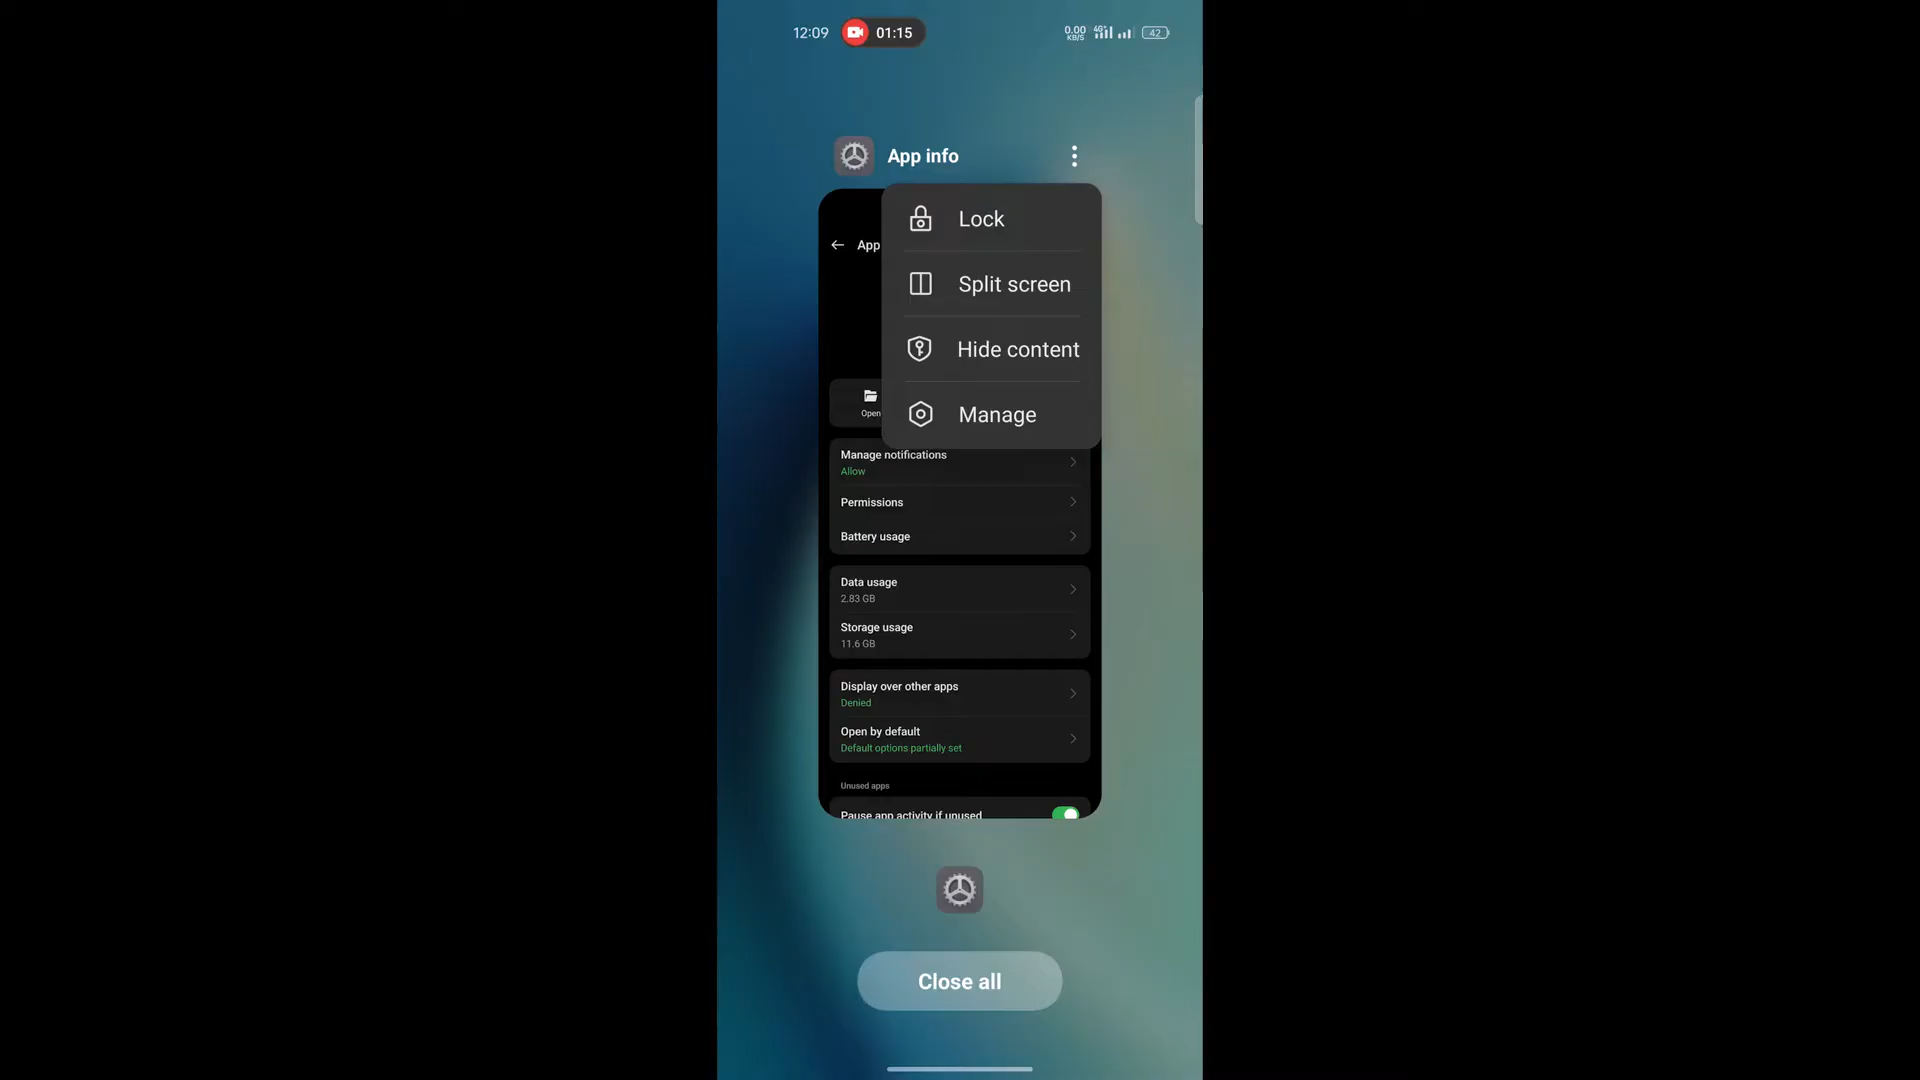 12:09
01:15
0.00
KB/S
4G+
42
App info
Lock
App
Split screen
Hide content
Open
Manage
Manage notifications
Allow
Permissions
Battery usage
Data usage
2.83 GB
Storage usage
11.6 GB
Display over other apps
Denied
Open by default
Default options partially set
Unused apps
Pause app activity if unused
Close all